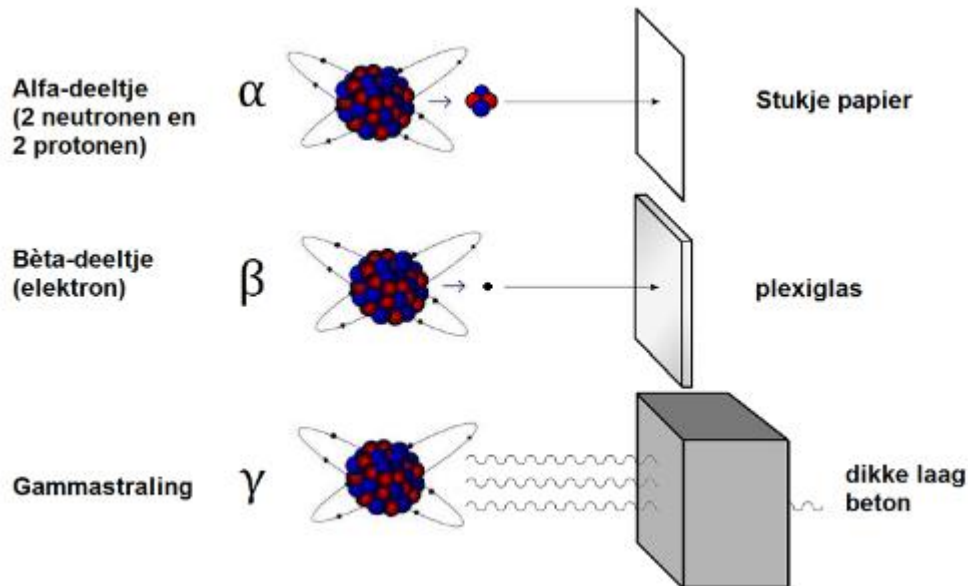 Alfa-deeltje
(2 neutronen en
2 protonen)
α
Stukje papier
Bèta-deeltje
(elektron)
β
plexiglas
Gammastraling
γ
dikke laag
beton